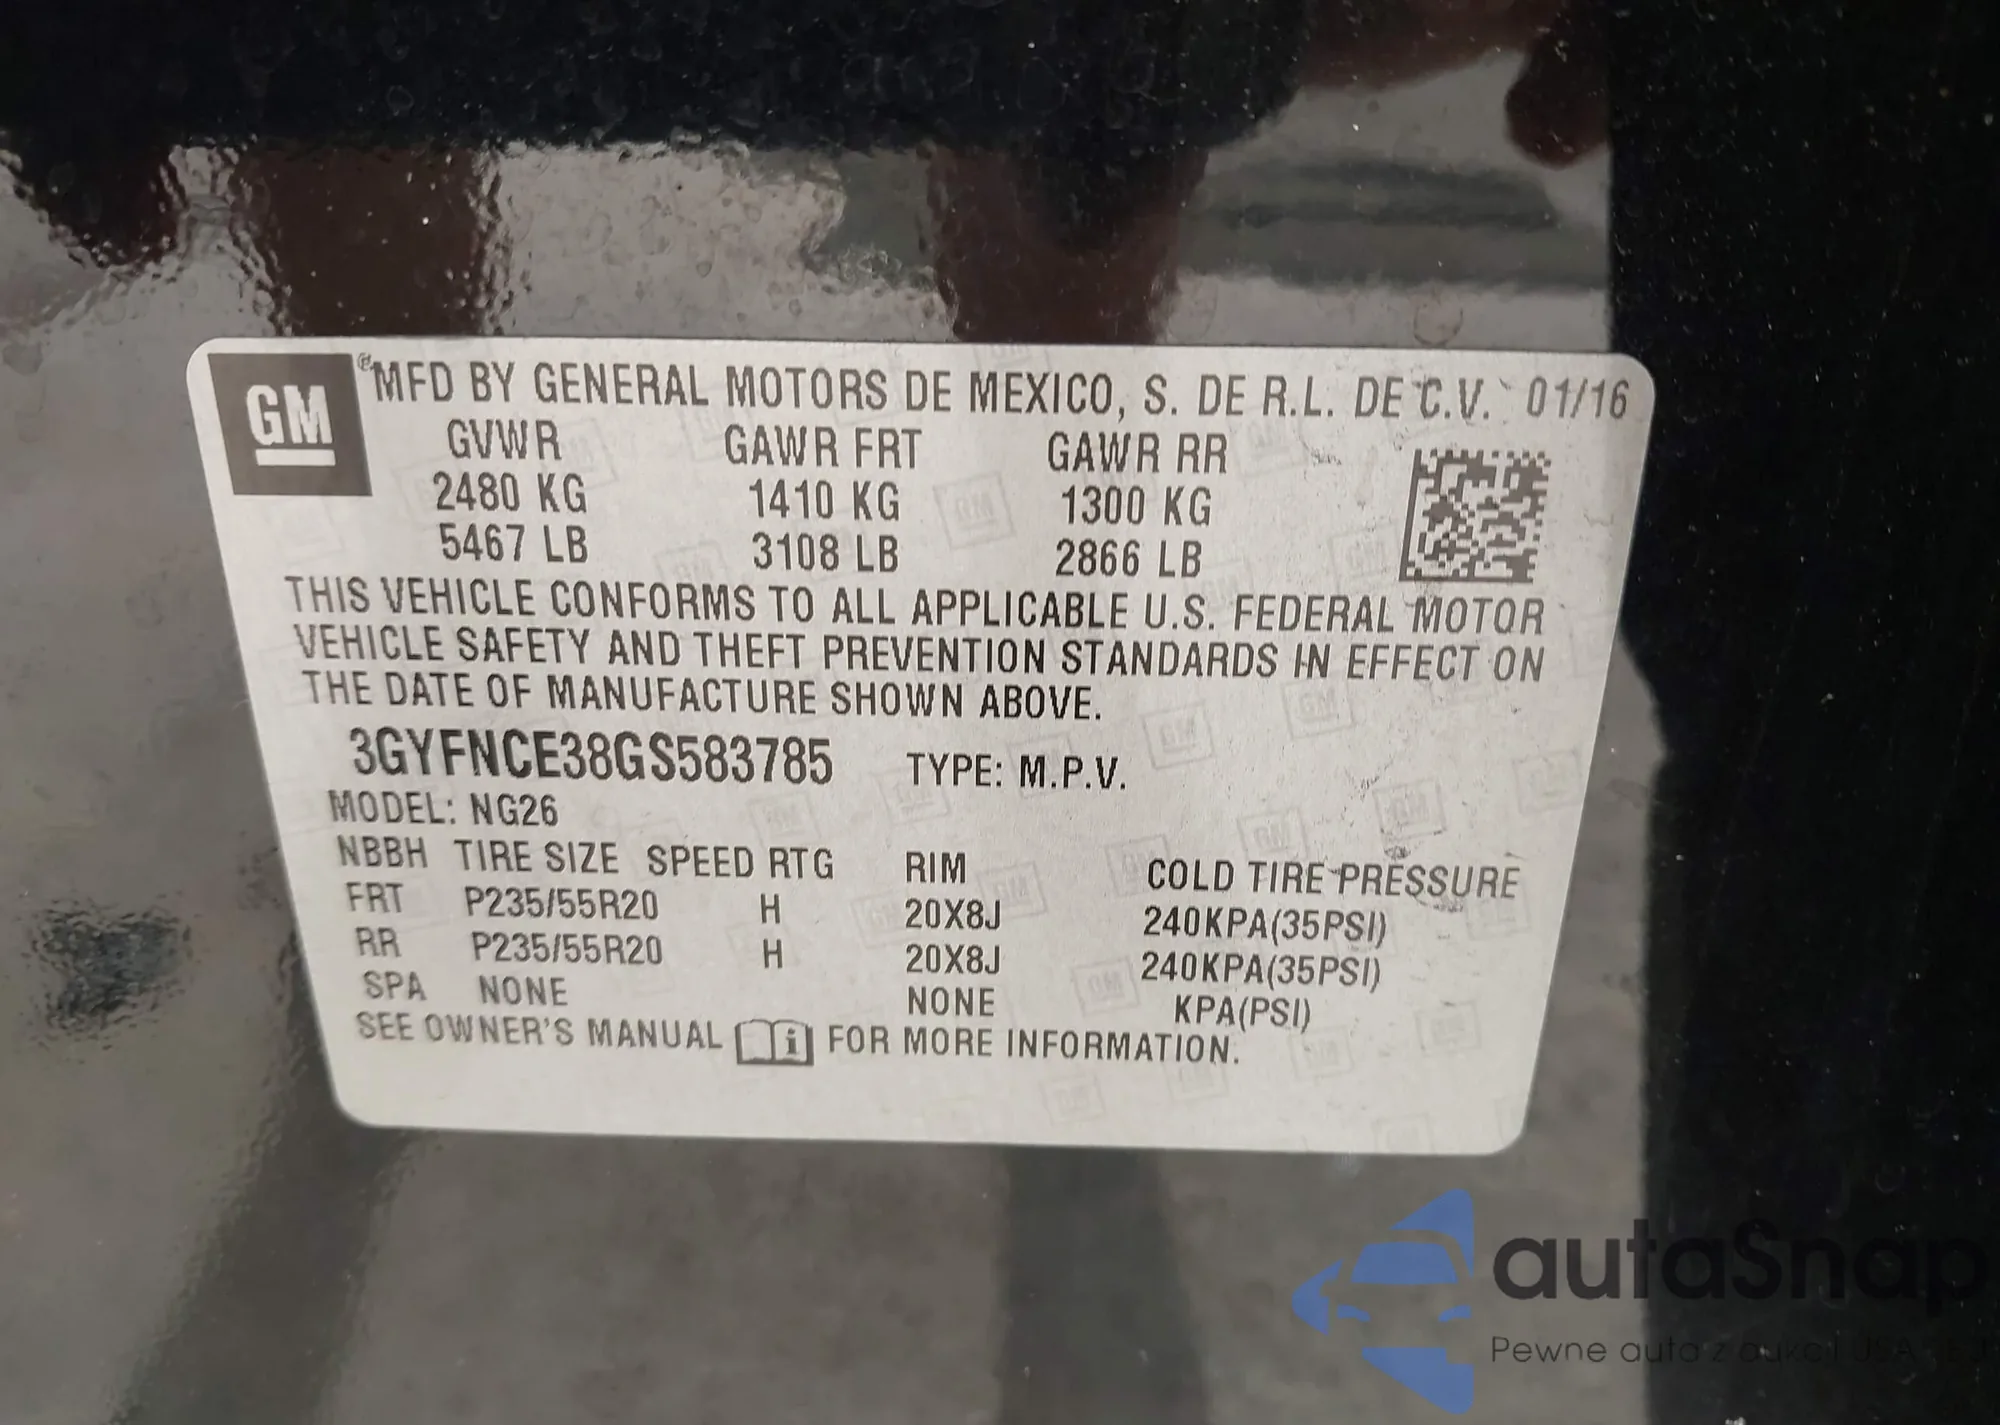 GM ® MFD BY GENERAL MOTORS DE MEXICO, S. DE R.L. DE C.V. 01/16
GVWR GAWR FRT GAWR RR
2480 KG 1410 KG 1300 KG
5467 LB 3108 LB 2866 LB
THIS VEHICLE CONFORMS TO ALL APPLICABLE U.S. FEDERAL MOTOR
VEHICLE SAFETY AND THEFT PREVENTION STANDARDS IN EFFECT ON
THE DATE OF MANUFACTURE SHOWN ABOVE.
3GYFNCE38GS583785 TYPE: M.P.V.
MODEL: NG26
NBBH TIRE SIZE SPEED RTG RIM COLD TIRE PRESSURE
FRT P235/55R20 H 20X8J 240KPA(35PSI)
RR P235/55R20 H 20X8J 240KPA(35PSI)
SPA NONE NONE KPA(PSI)
SEE OWNER'S MANUAL i FOR MORE INFORMATION.
autaSnap
Pewne auta z aukcji USA